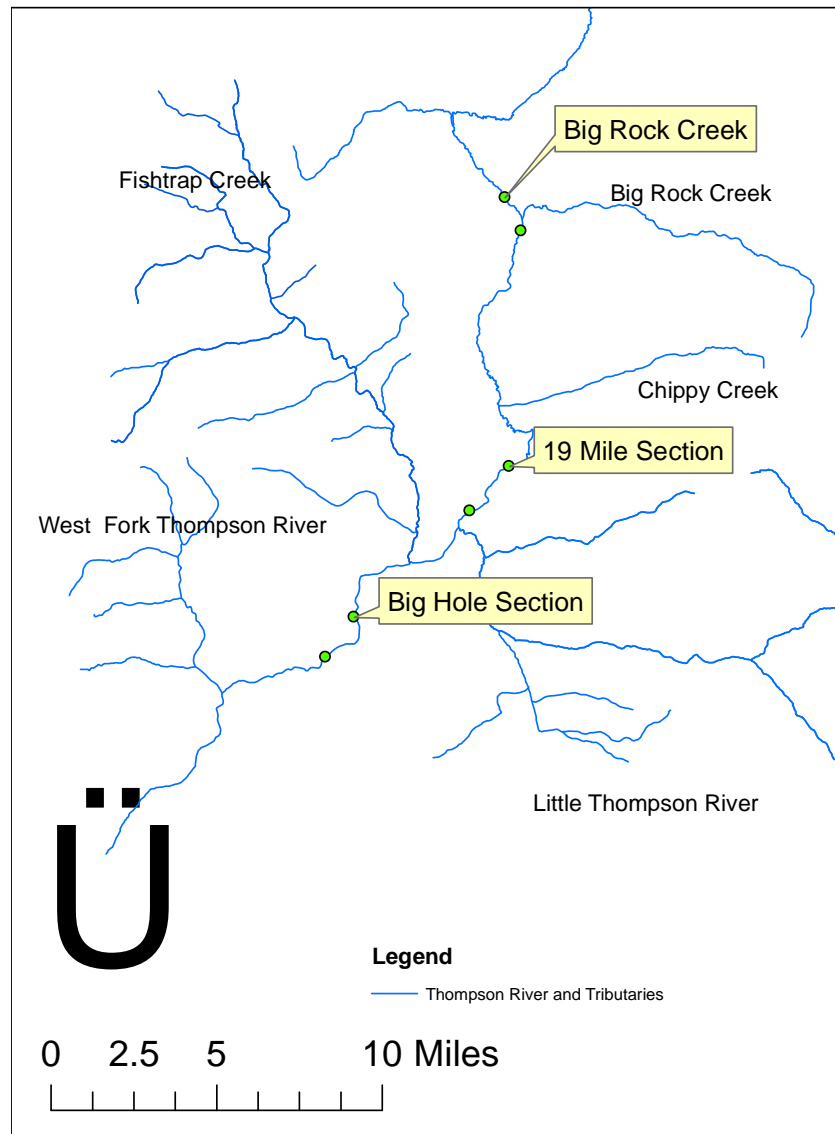 Big Rock Creek
Fishtrap Creek
Big Rock Creek
Chippy Creek
19 Mile Section
West  Fork Thompson River
Big Hole Section
Little Thompson River
Ü
Legend
Thompson River and Tributaries
0 2.5 5 10 Miles